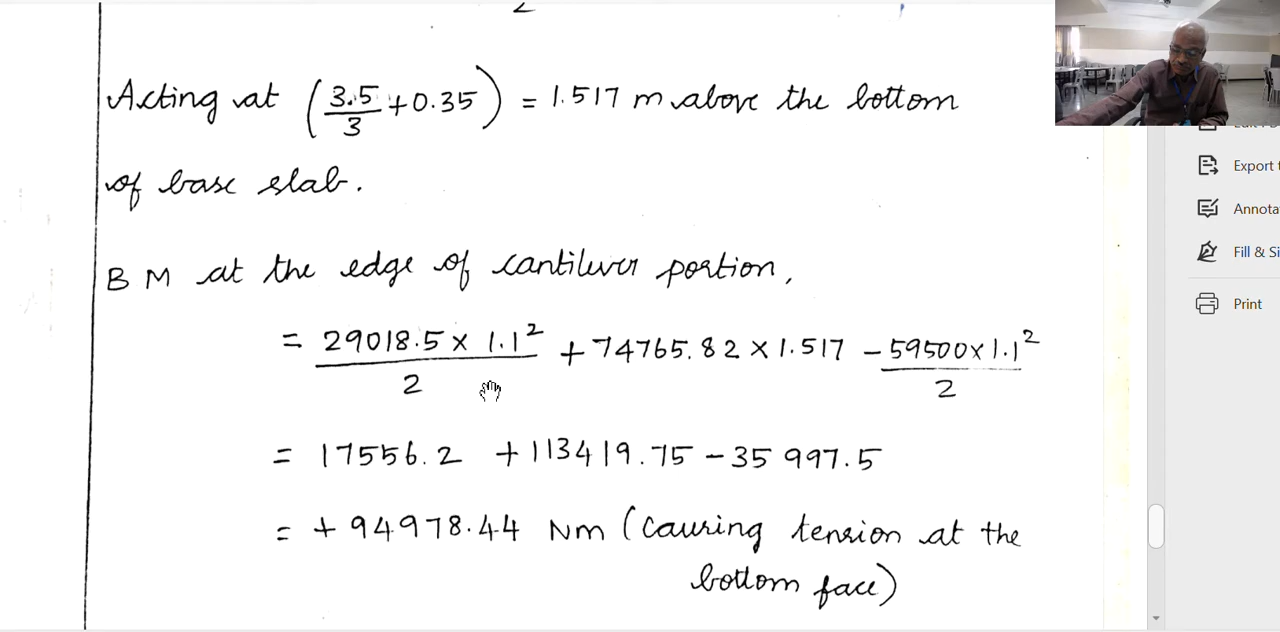 2
Acting at (3.5/3 + 0.35) = 1.517 m above the bottom
of base slab.
BM at the edge of cantilever portion,
= 29018.5 × 1.1²/2 + 74765.82 × 1.517 - 59500 × 1.1²/2
= 17556.2 + 113419.75 - 35997.5
= + 94978.44 Nm (causing tension at the
bottom face)
Export t
Annota
Fill & Si
Print